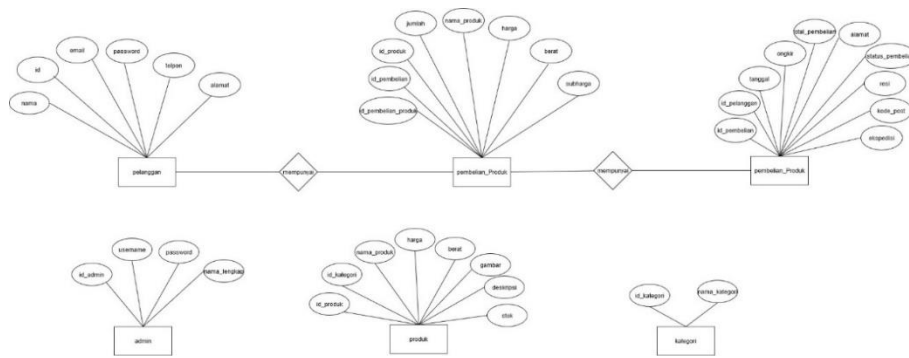 nama
id
email
password
telpon
alamat
pelanggan
mempunyai
id_pembelian_produk
id_pembelian
id_produk
jumlah
nama_produk
harga
berat
subharga
pembelian_Produk
mempunyai
id_pembelian
id_pelanggan
tanggal
ongkir
total_pembelian
alamat
status_pembelian
resi
kode_post
ekspedisi
pembelian_Produk
id_admin
username
password
nama_lengkap
admin
id_produk
id_kategori
nama_produk
harga
berat
gambar
deskripsi
stok
produk
id_kategori
nama_kategori
kategori